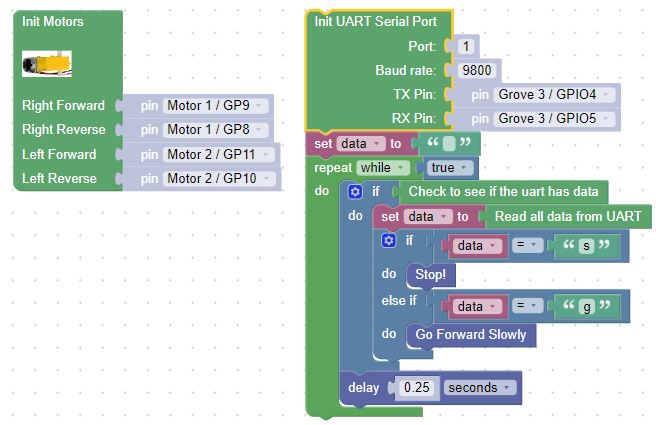 Init Motors
Right Forward pin Motor 1 / GP9
Right Reverse pin Motor 1 / GP8
Left Forward pin Motor 2 / GP11
Left Reverse pin Motor 2 / GP10
Init UART Serial Port
Port: 1
Baud rate: 9800
TX Pin: pin Grove 3 / GPIO4
RX Pin: pin Grove 3 / GPIO5
set data to “ ”
repeat while true
do if Check to see if the uart has data
do set data to Read all data from UART
if data = “ s ”
do Stop!
else if data = “ g ”
do Go Forward Slowly
delay 0.25 seconds